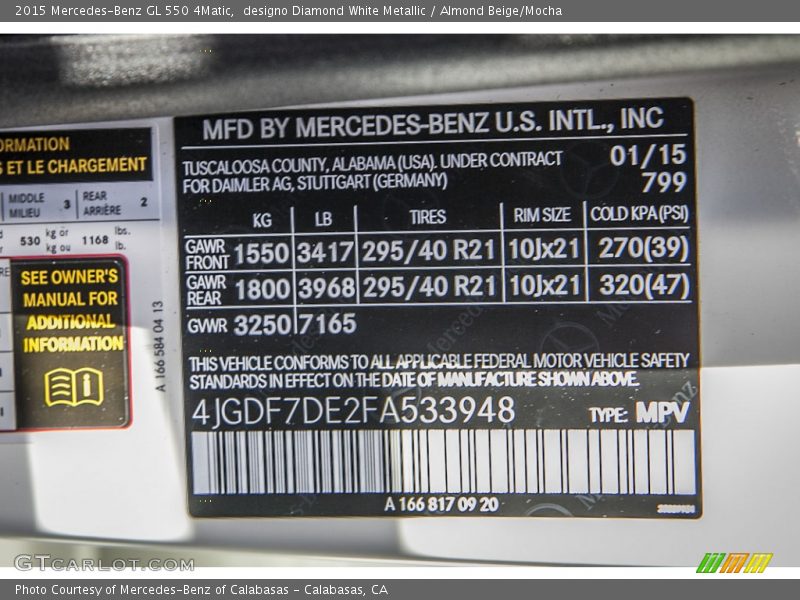 2015 Mercedes-Benz GL 550 4Matic, designo Diamond White Metallic / Almond Beige/Mocha
ORMATION
S ET LE CHARGEMENT
MIDDLE MILIEU 3 REAR ARRIÈRE 2
530 kg or kg ou 1168 lbs. lb.
SEE OWNER'S
MANUAL FOR
ADDITIONAL
INFORMATION
A 166 584 04 13
MFD BY MERCEDES-BENZ U.S. INTL., INC
TUSCALOOSA COUNTY, ALABAMA (USA). UNDER CONTRACT 01/15
FOR DAIMLER AG, STUTTGART (GERMANY) 799
KG LB TIRES RIM SIZE COLD KPA(PSI)
GAWR FRONT 1550 3417 295/40 R21 10Jx21 270(39)
GAWR REAR 1800 3968 295/40 R21 10Jx21 320(47)
GVWR 3250 7165
THIS VEHICLE CONFORMS TO ALL APPLICABLE FEDERAL MOTOR VEHICLE SAFETY
STANDARDS IN EFFECT ON THE DATE OF MANUFACTURE SHOWN ABOVE.
4JGDF7DE2FA533948 TYPE: MPV
A 166 817 09 20
GTcarlot.com
Photo Courtesy of Mercedes-Benz of Calabasas - Calabasas, CA